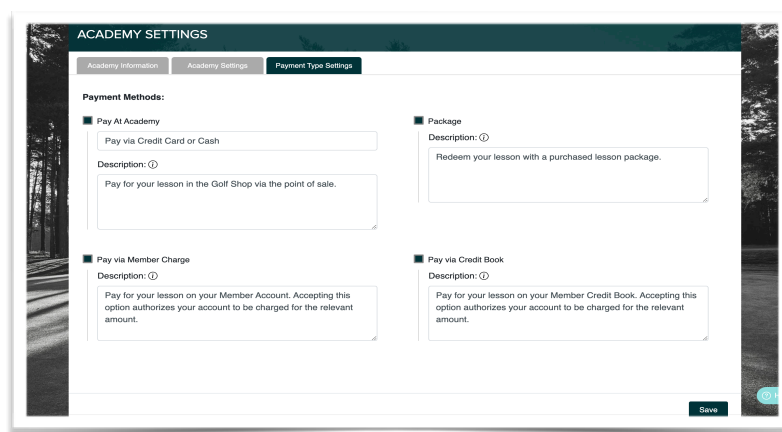 ACADEMY SETTINGS
Academy Information
Academy Settings
Payment Type Settings
Payment Methods:
Pay At Academy
Pay via Credit Card or Cash
Description:
Pay for your lesson in the Golf Shop via the point of sale.
Package
Description:
Redeem your lesson with a purchased lesson package.
Pay via Member Charge
Description:
Pay for your lesson on your Member Account. Accepting this
option authorizes your account to be charged for the relevant
amount.
Pay via Credit Book
Description:
Pay for your lesson on your Member Credit Book. Accepting this
option authorizes your account to be charged for the relevant
amount.
Save